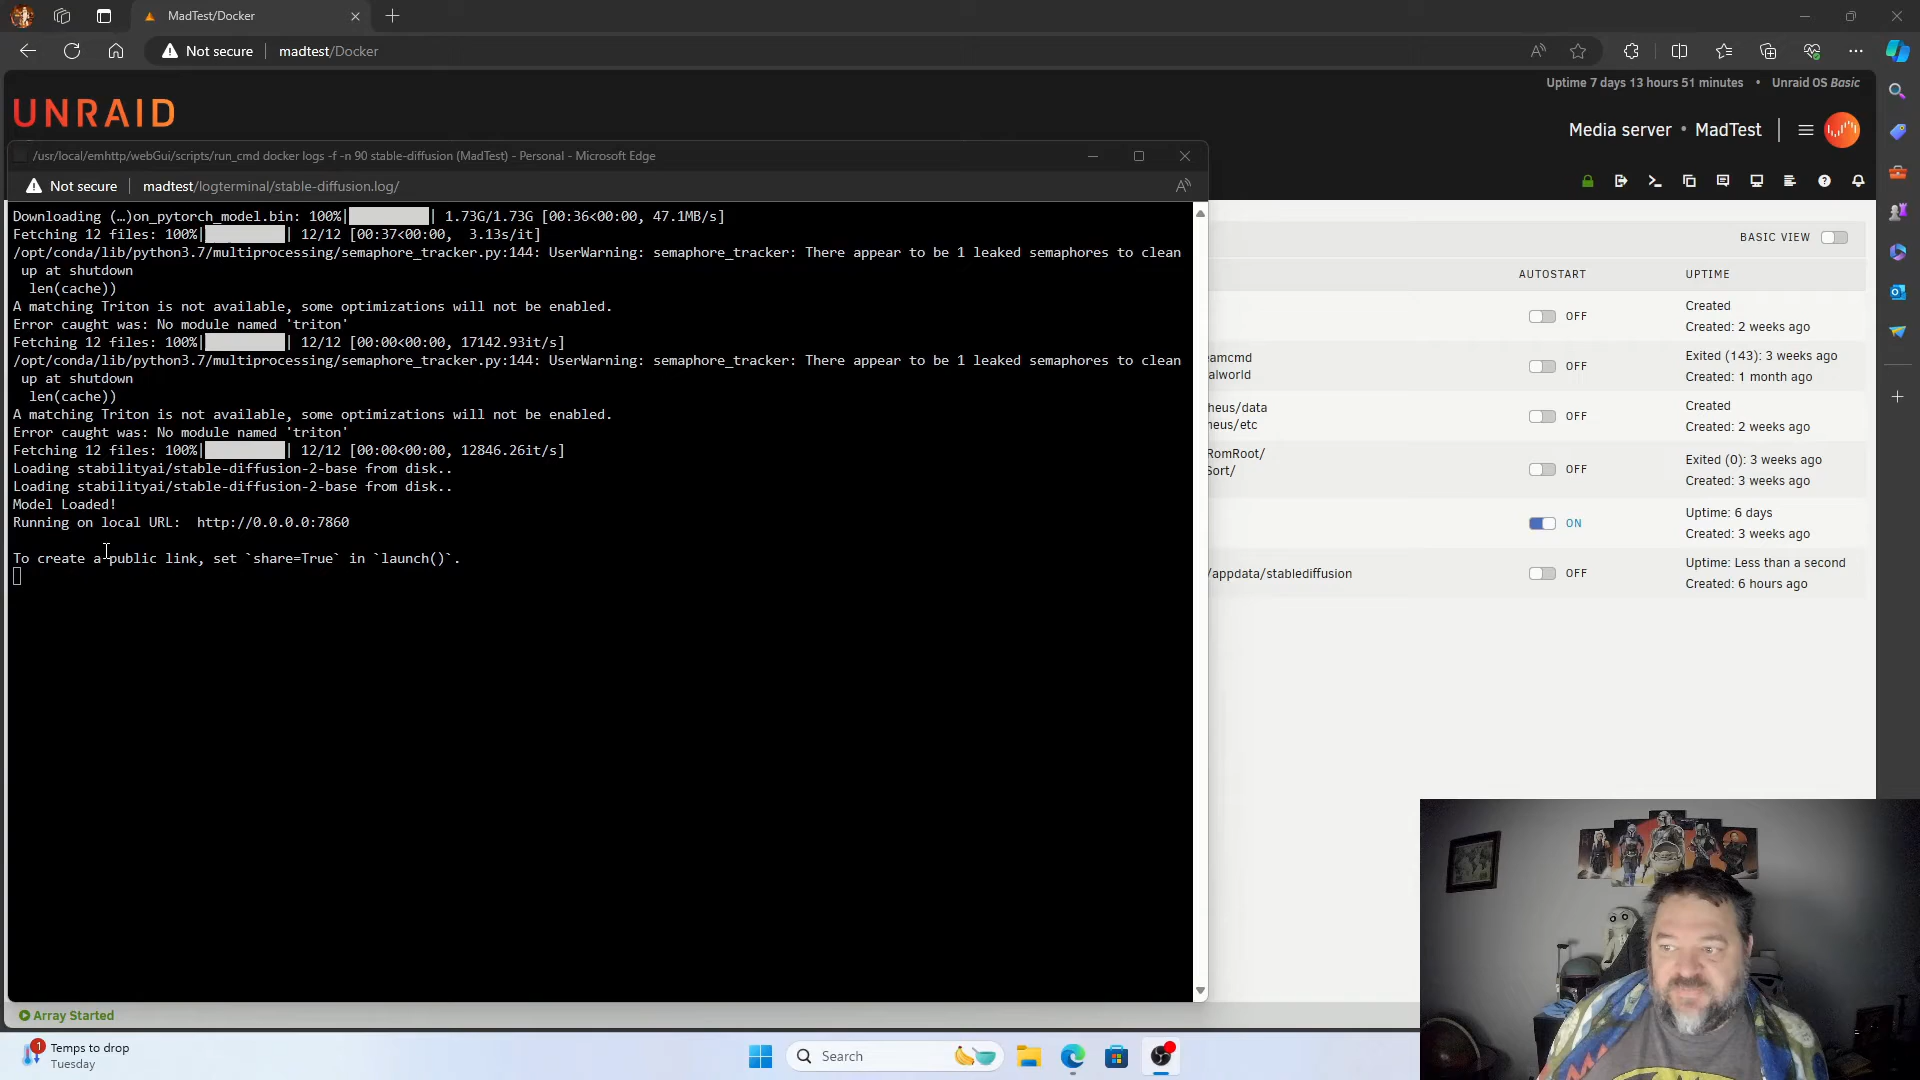 MadTest/Docker
Not secure madtest/Docker
Uptime 7 days 13 hours 51 minutes • Unraid OS Basic
UNRAID
Media server • MadTest
/usr/local/emhttp/webGui/scripts/run_cmd docker logs -f -n 90 stable-diffusion (MadTest) - Personal - Microsoft Edge
Not secure madtest/logterminal/stable-diffusion.log/
Downloading (…)on_pytorch_model.bin: 100%| | 1.73G/1.73G [00:36<00:00, 47.1MB/s]
Fetching 12 files: 100%| | 12/12 [00:37<00:00, 3.13s/it]
/opt/conda/lib/python3.7/multiprocessing/semaphore_tracker.py:144: UserWarning: semaphore_tracker: There appear to be 1 leaked semaphores to clean
up at shutdown
len(cache))
A matching Triton is not available, some optimizations will not be enabled.
Error caught was: No module named 'triton'
Fetching 12 files: 100%| | 12/12 [00:00<00:00, 17142.93it/s]
/opt/conda/lib/python3.7/multiprocessing/semaphore_tracker.py:144: UserWarning: semaphore_tracker: There appear to be 1 leaked semaphores to clean
up at shutdown
len(cache))
A matching Triton is not available, some optimizations will not be enabled.
Error caught was: No module named 'triton'
Fetching 12 files: 100%| | 12/12 [00:00<00:00, 12846.26it/s]
Loading stabilityai/stable-diffusion-2-base from disk..
Loading stabilityai/stable-diffusion-2-base from disk..
Model Loaded!
Running on local URL: http://0.0.0.0:7860
To create a public link, set `share=True` in `launch()`.
BASIC VIEW
AUTOSTART UPTIME
OFF Created
Created: 2 weeks ago
eamcmd
alworld
OFF Exited (143): 3 weeks ago
Created: 1 month ago
heus/data
heus/etc
OFF Created
Created: 2 weeks ago
RomRoot/
Sort/
OFF Exited (0): 3 weeks ago
Created: 3 weeks ago
ON Uptime: 6 days
Created: 3 weeks ago
/appdata/stablediffusion OFF Uptime: Less than a second
Created: 6 hours ago
Array Started
1 Temps to drop
Tuesday
Search